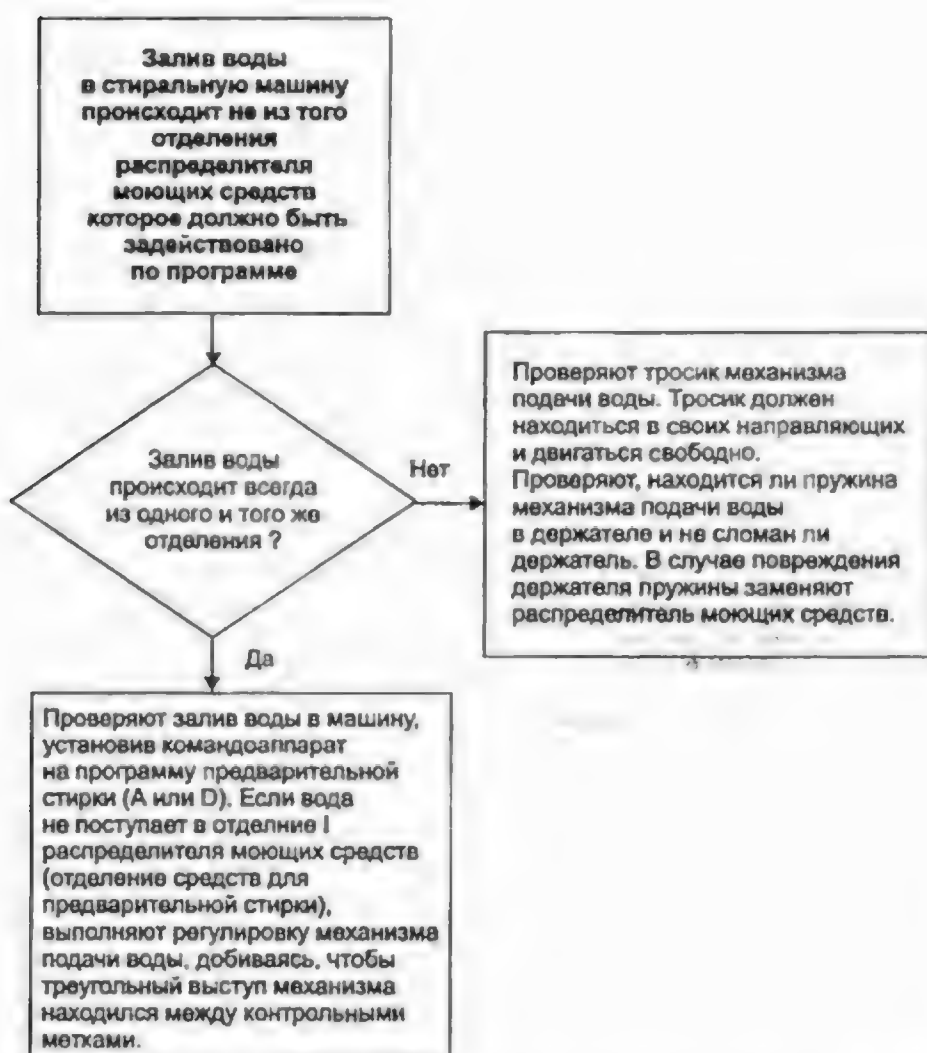 Залив воды
в стиральную машину
происходит не из того
отделения
распределителя
моющих средств
которое должно быть
задействовано
по программе
Залив воды
происходит всегда
из одного и того же
отделения ?
Нет
Проверяют тросик механизма
подачи воды. Тросик должен
находиться в своих направляющих
и двигаться свободно.
Проверяют, находится ли пружина
механизма подачи воды
в держателе и не сломан ли
держатель. В случае повреждения
держателя пружины заменяют
распределитель моющих средств.
Да
Проверяют залив воды в машину,
установив командоаппарат
на программу предварительной
стирки (A или D). Если вода
не поступает в отделние I
распределителя моющих средств
(отделение средств для
предварительной стирки),
выполняют регулировку механизма
подачи воды, добиваясь, чтобы
треугольный выступ механизма
находился между контрольными
метками.